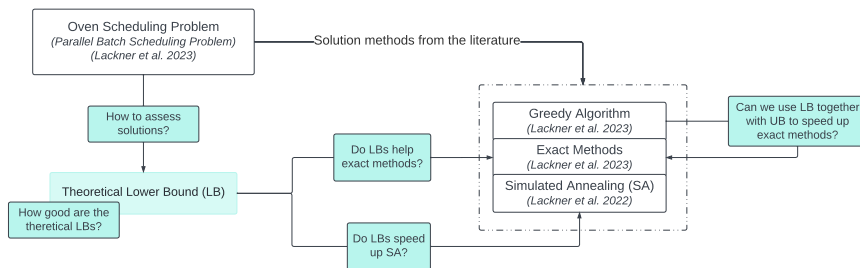 Oven Scheduling Problem
(Parallel Batch Scheduling Problem)
(Lackner et al. 2023)
Solution methods from the literature
How to assess
solutions?
Theoretical Lower Bound (LB)
How good are the
theretical LBs?
Do LBs help
exact methods?
Do LBs speed
up SA?
Greedy Algorithm
(Lackner et al. 2023)
Exact Methods
(Lackner et al. 2023)
Simulated Annealing (SA)
(Lackner et al. 2022)
Can we use LB together
with UB to speed up
exact methods?